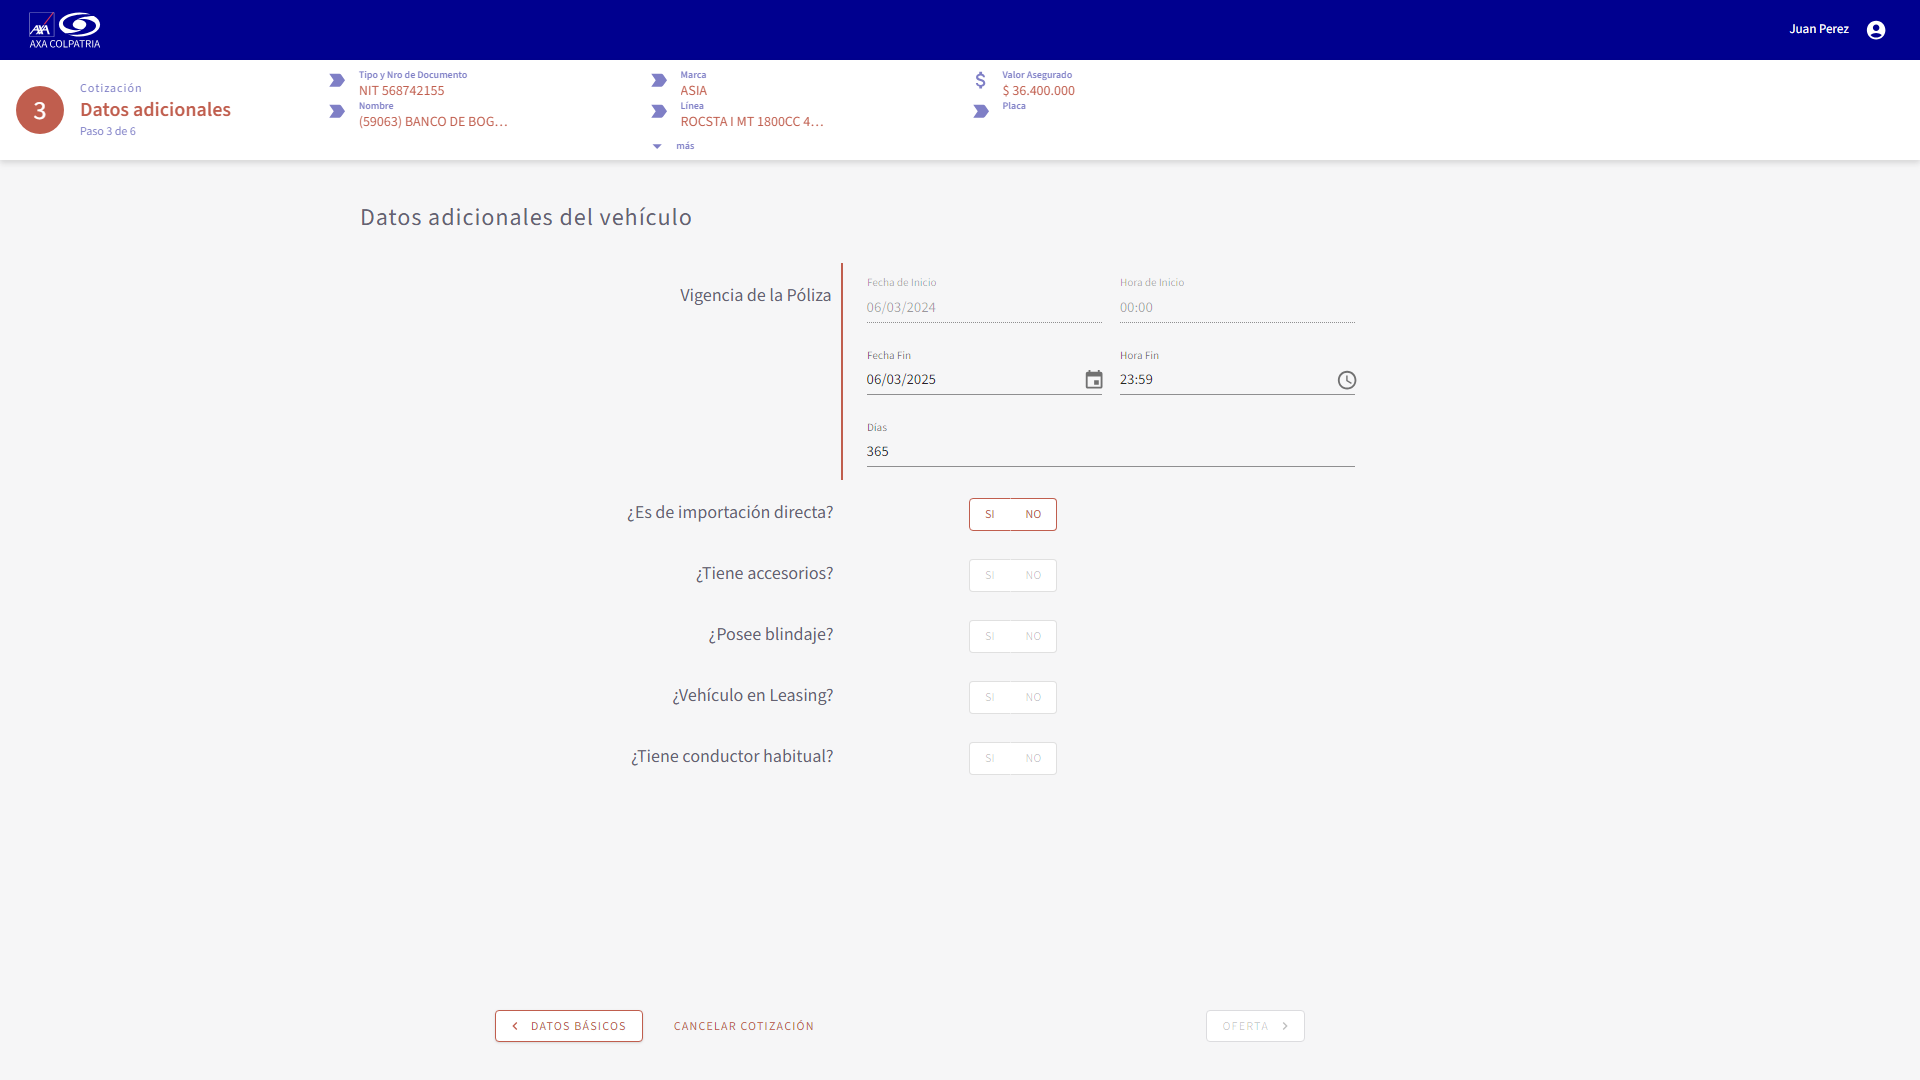 AXA COLPATRIA
Juan Perez
3
Cotización
Datos adicionales
Paso 3 de 6
Tipo y Nro de Documento
NIT 568742155
Nombre
(59063) BANCO DE BOG...
Marca
ASIA
Línea
ROCSTA I MT 1800CC 4...
más
Valor Asegurado
$ 36.400.000
Placa
Datos adicionales del vehículo
Vigencia de la Póliza
Fecha de Inicio
06/03/2024
Hora de Inicio
00:00
Fecha Fin
06/03/2025
Hora Fin
23:59
Días
365
¿Es de importación directa? SI NO
¿Tiene accesorios? SI NO
¿Posee blindaje? SI NO
¿Vehículo en Leasing? SI NO
¿Tiene conductor habitual? SI NO
DATOS BÁSICOS
CANCELAR COTIZACIÓN
OFERTA